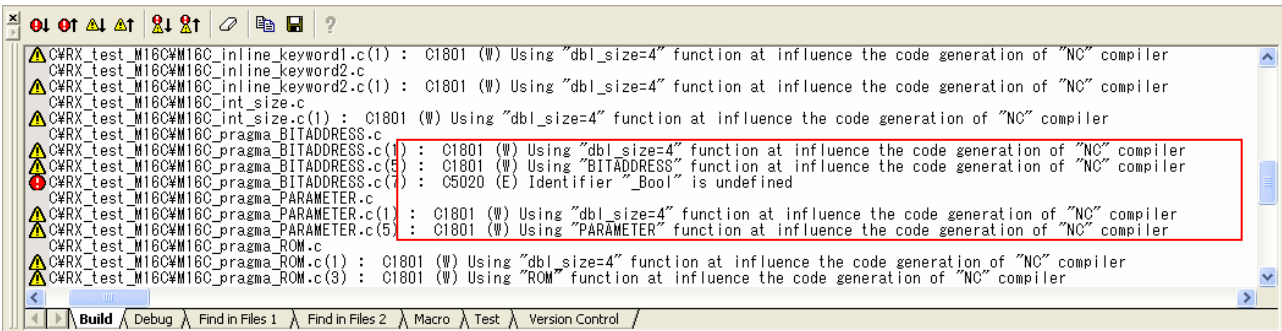 C¥RX_test_M16C¥M16C_inline_keyword1.c(1) :  C1801 (W) Using "dbl_size=4" function at influence the code generation of "NC" compiler
C¥RX_test_M16C¥M16C_inline_keyword2.c
C¥RX_test_M16C¥M16C_inline_keyword2.c(1) :  C1801 (W) Using "dbl_size=4" function at influence the code generation of "NC" compiler
C¥RX_test_M16C¥M16C_int_size.c
C¥RX_test_M16C¥M16C_int_size.c(1) :  C1801 (W) Using "dbl_size=4" function at influence the code generation of "NC" compiler
C¥RX_test_M16C¥M16C_pragma_BITADDRESS.c
C¥RX_test_M16C¥M16C_pragma_BITADDRESS.c(1) :  C1801 (W) Using "dbl_size=4" function at influence the code generation of "NC" compiler
C¥RX_test_M16C¥M16C_pragma_BITADDRESS.c(5) :  C1801 (W) Using "BITADDRESS" function at influence the code generation of "NC" compiler
C¥RX_test_M16C¥M16C_pragma_BITADDRESS.c(7) :  C5020 (E) Identifier "_Bool" is undefined
C¥RX_test_M16C¥M16C_pragma_PARAMETER.c
C¥RX_test_M16C¥M16C_pragma_PARAMETER.c(1) :  C1801 (W) Using "dbl_size=4" function at influence the code generation of "NC" compiler
C¥RX_test_M16C¥M16C_pragma_PARAMETER.c(5) :  C1801 (W) Using "PARAMETER" function at influence the code generation of "NC" compiler
C¥RX_test_M16C¥M16C_pragma_ROM.c
C¥RX_test_M16C¥M16C_pragma_ROM.c(1) :  C1801 (W) Using "dbl_size=4" function at influence the code generation of "NC" compiler
C¥RX_test_M16C¥M16C_pragma_ROM.c(3) :  C1801 (W) Using "ROM" function at influence the code generation of "NC" compiler
Build Debug Find in Files 1 Find in Files 2 Macro Test Version Control